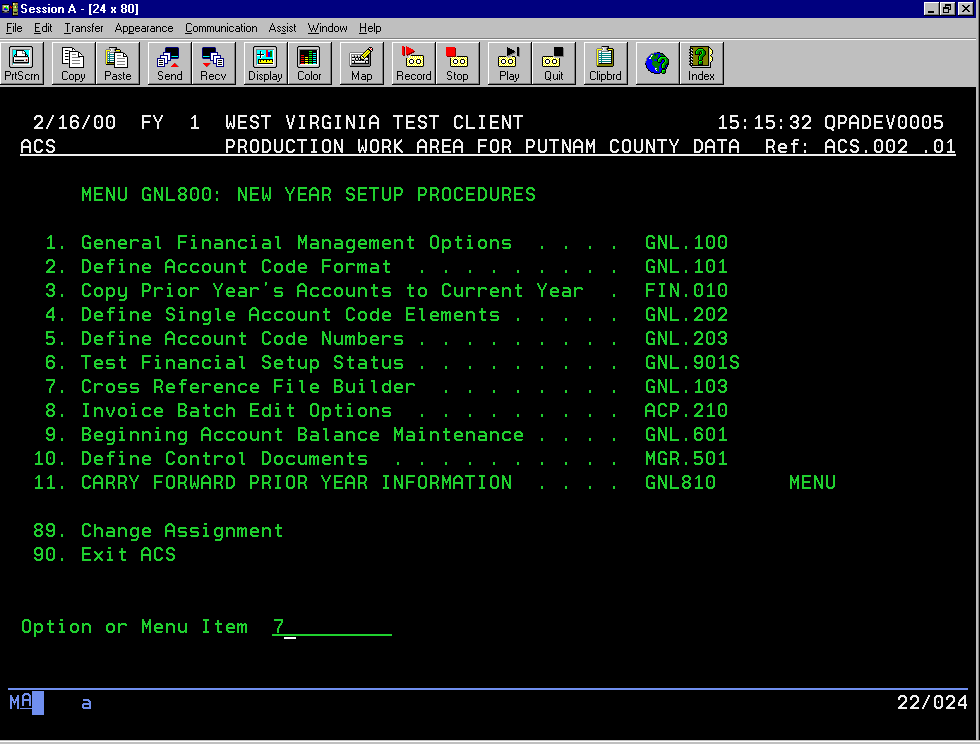 Session A - [24 x 80]
File Edit Transfer Appearance Communication Assist Window Help
PrtScrn Copy Paste Send Recv Display Color Map Record Stop Play Quit Clipbrd Index
2/16/00 FY 1 WEST VIRGINIA TEST CLIENT 15:15:32 QPADEV0005
ACS PRODUCTION WORK AREA FOR PUTNAM COUNTY DATA Ref: ACS.002 .01
MENU GNL800: NEW YEAR SETUP PROCEDURES
1. General Financial Management Options . . . . GNL.100
2. Define Account Code Format . . . . . . . . . GNL.101
3. Copy Prior Year's Accounts to Current Year . FIN.010
4. Define Single Account Code Elements . . . . . GNL.202
5. Define Account Code Numbers . . . . . . . . . GNL.203
6. Test Financial Setup Status . . . . . . . . . GNL.901S
7. Cross Reference File Builder . . . . . . . . . GNL.103
8. Invoice Batch Edit Options . . . . . . . . . ACP.210
9. Beginning Account Balance Maintenance . . . . GNL.601
10. Define Control Documents . . . . . . . . . . MGR.501
11. CARRY FORWARD PRIOR YEAR INFORMATION . . . . GNL810 MENU
89. Change Assignment
90. Exit ACS
Option or Menu Item 7
MA a 22/024